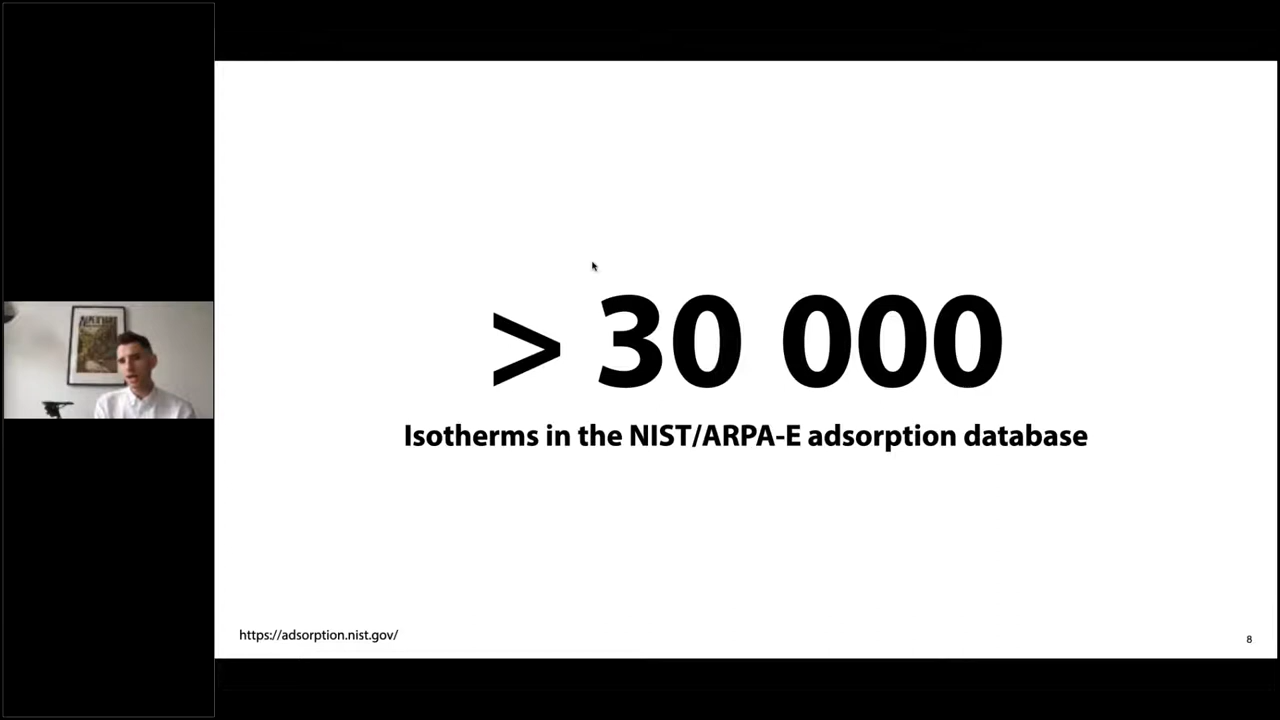 > 30 000
Isotherms in the NIST/ARPA-E adsorption database
https://adsorption.nist.gov/
8